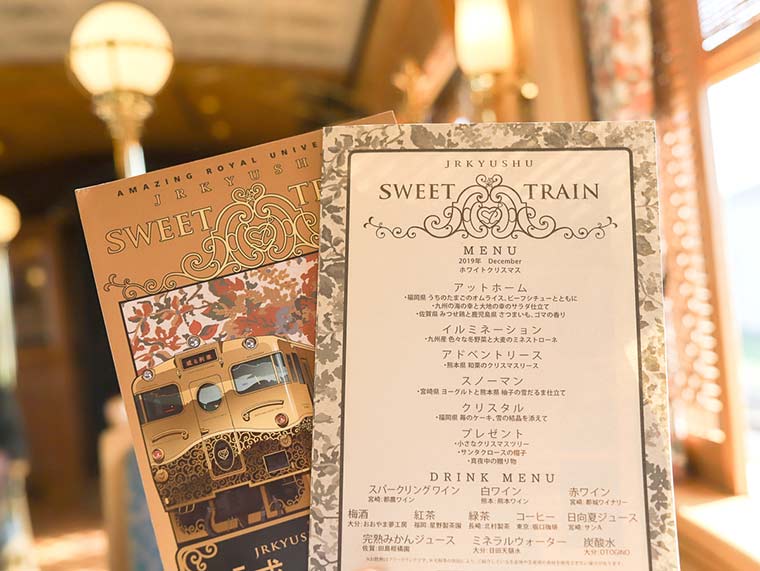 AMAZING ROYAL UNIVE
JRKYUSHU
SWEET TRAIN
或る列車
JRKYUSHU
JRKYUSHU
SWEET TRAIN
MENU
2019年 December
ホワイトクリスマス
アットホーム
・福岡県 うちのたまごのオムライス、ビーフシチューとともに
・九州の海の幸と大地の幸のサラダ仕立て
・佐賀県 みつせ鶏と鹿児島県 さつまいも、ゴマの香り
イルミネーション
・九州産 色々な冬野菜と大麦のミネストローネ
アドベントリース
・熊本県 和栗のクリスマスリース
スノーマン
・宮崎県 ヨーグルトと熊本県 柚子の雪だるま仕立て
クリスタル
・福岡県 苺のケーキ、雪の結晶を添えて
プレゼント
・小さなクリスマスツリー
・サンタクロースの帽子
・真夜中の贈り物
DRINK MENU
スパークリングワイン 白ワイン 赤ワイン
宮崎:都農ワイン 熊本:熊本ワイン 宮崎:都城ワイナリー
梅酒 紅茶 緑茶 コーヒー 日向夏ジュース
大分:おおやま夢工房 福岡:星野製茶園 長崎:北村製茶 東京:坂口珈琲 宮崎:サンA
完熟みかんジュース ミネラルウォーター 炭酸水
佐賀:田島柑橘園 大分:日田天領水 大分:OTOGINO